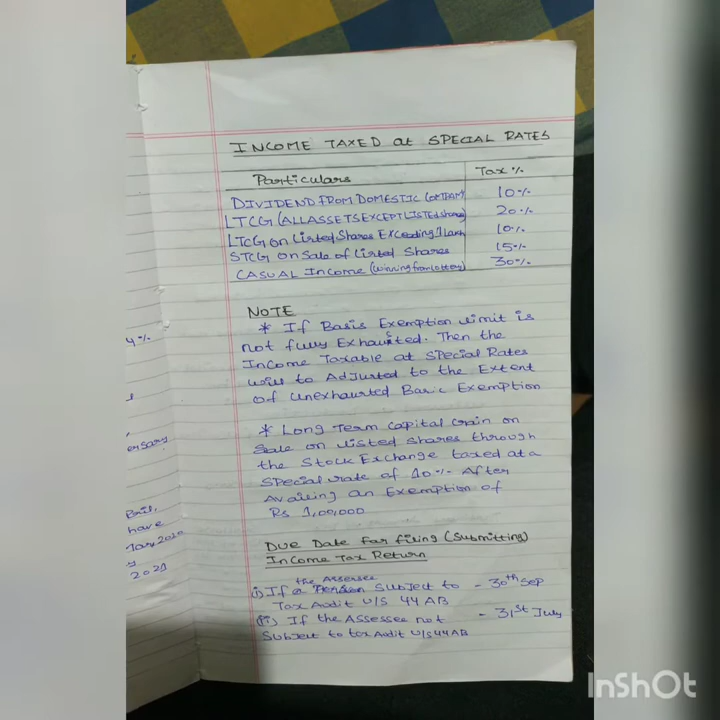 INCOME TAXED at SPECIAL RATES
Particulars Tax %
DIVIDEND FROM DOMESTIC 10%
LTCG (ALL ASSETS EXCEPT LISTED shares) 20%
LTCG on Listed Shares Exceeding 1 Lakh 10%
STCG on Sale of Listed Shares 15%
CASUAL Income (winning from lottery) 30%
NOTE
* If Basis Exemption limit is
not fully Exhausted. Then the
Income Taxable at Special Rates
will to Adjusted to the Extent
of unexhausted Basic Exemption
* Long Term Capital Gain on
Sale on listed shares through
the Stock Exchange taxed at a
special rate of 10% After
Availing an Exemption of
Rs 1,00,000
Due Date for filing (Submitting)
Income Tax Return
the Assessee
(i) If Subject to - 30th Sep
Tax Audit U/S 44 AB
(ii) If the Assessee not - 31st July
Subject to tax Audit U/S 44AB
4%
ersary
have
2020
2021
InShOt